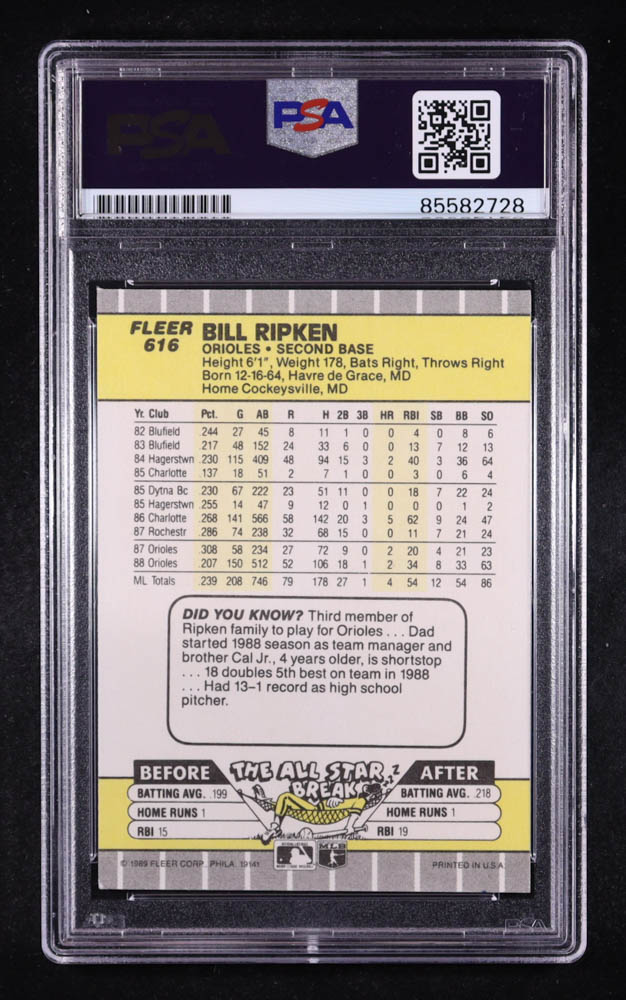 PSA
PSA
85582728
FLEER 616
BILL RIPKEN
ORIOLES • SECOND BASE
Height 6'1", Weight 178, Bats Right, Throws Right
Born 12-16-64, Havre de Grace, MD
Home Cockeysville, MD
Yr. Club Pct. G AB R H 2B 3B HR RBI SB BB SO
82 Blufield .244 27 45 8 11 1 0 0 4 0 8 6
83 Blufield .217 48 152 24 33 6 0 0 13 7 12 13
84 Hagerstwn .230 115 409 48 94 15 3 2 40 3 36 64
85 Charlotte .137 18 51 2 7 1 0 0 3 0 6 4
85 Dytna Bc .230 67 222 23 51 11 0 0 18 7 22 24
85 Hagerstwn .255 14 47 9 12 0 1 0 0 0 1 2
86 Charlotte .268 141 566 58 142 20 3 5 62 9 24 47
87 Rochestr .286 74 238 32 68 15 0 0 11 7 21 24
87 Orioles .308 58 234 27 72 9 0 2 20 4 21 23
88 Orioles .207 150 512 52 106 18 1 2 34 8 33 63
ML Totals .239 208 746 79 178 27 1 4 54 12 54 86
DID YOU KNOW? Third member of
Ripken family to play for Orioles . . . Dad
started 1988 season as team manager and
brother Cal Jr., 4 years older, is shortstop
. . . 18 doubles 5th best on team in 1988
. . . Had 13–1 record as high school
pitcher.
BEFORE THE ALL STAR BREAK AFTER
BATTING AVG. .199 BATTING AVG. .218
HOME RUNS 1 HOME RUNS 1
RBI 15 RBI 19
MLB
© 1989 FLEER CORP., PHILA. 19141 PRINTED IN U.S.A.
PSA